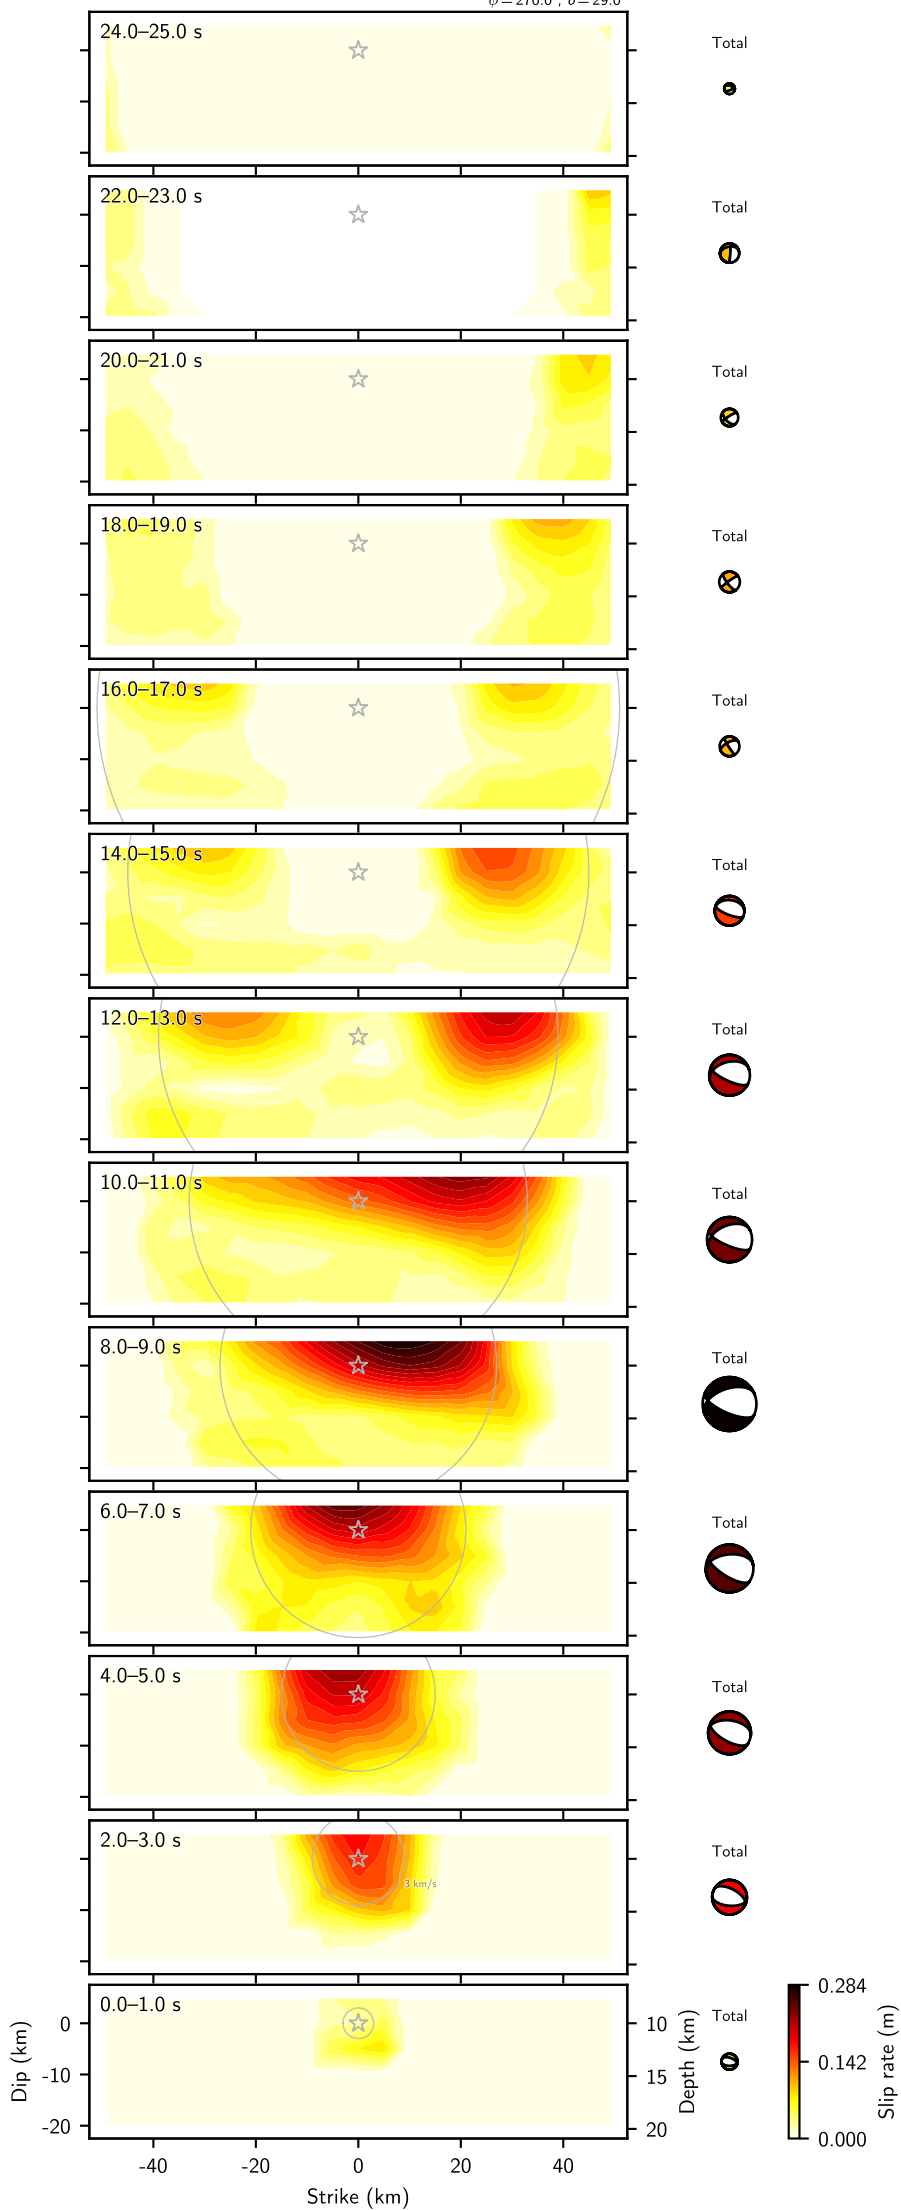 24.0–25.0 s
Total
22.0–23.0 s
Total
20.0–21.0 s
Total
18.0–19.0 s
Total
16.0–17.0 s
Total
14.0–15.0 s
Total
12.0–13.0 s
Total
10.0–11.0 s
Total
8.0–9.0 s
Total
6.0–7.0 s
Total
4.0–5.0 s
Total
2.0–3.0 s
3 km/s
Total
0.0–1.0 s
Total
0
-10
-20
Dip (km)
10
15
20
Depth (km)
0.284
0.142
0.000
Slip rate (m)
-40 -20 0 20 40
Strike (km)